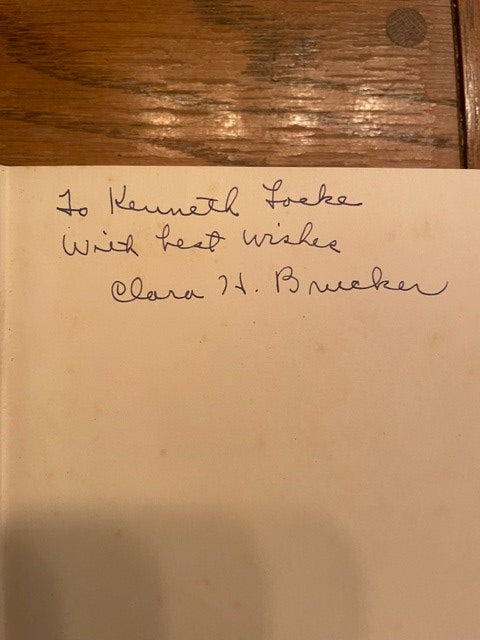 To Kenneth Locke
With best wishes
Clara H. Brucker